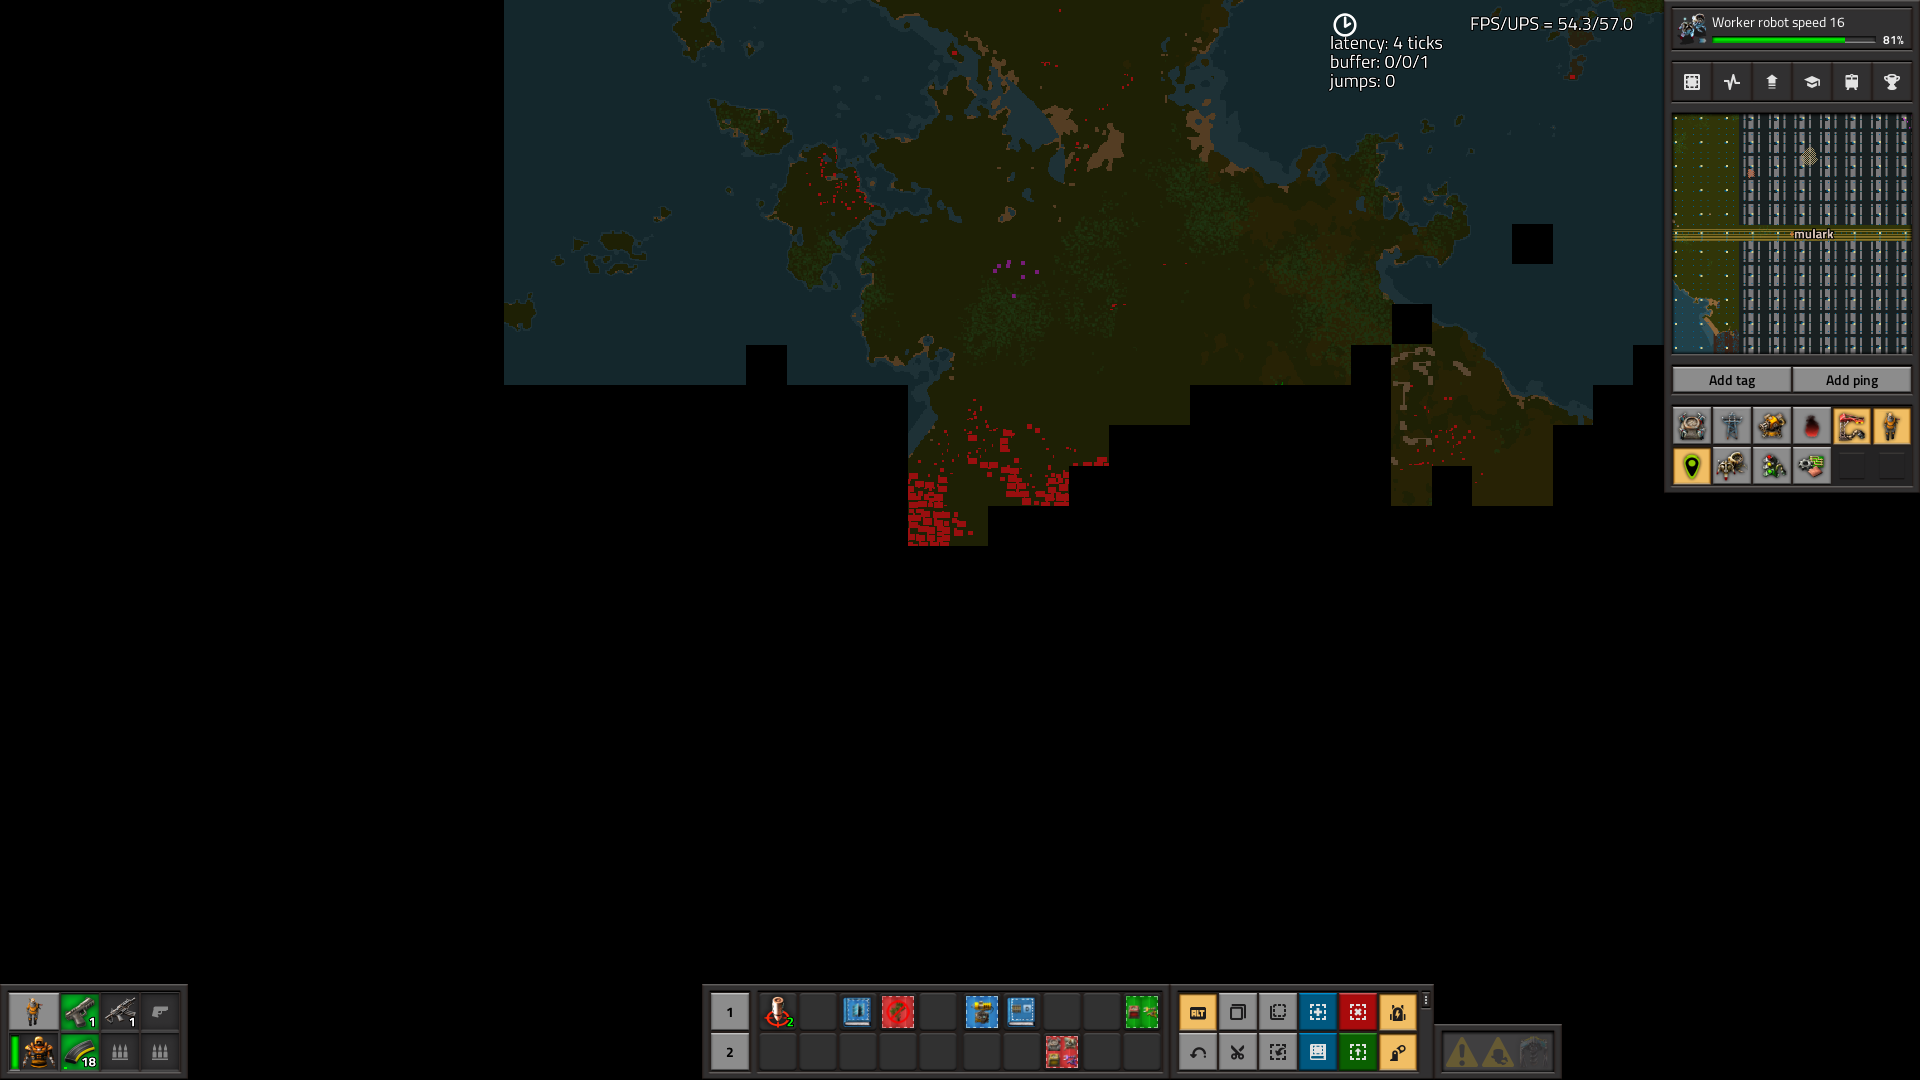 FPS/UPS = 54.3/57.0
latency: 4 ticks
buffer: 0/0/1
jumps: 0
Worker robot speed 16
81%
mulark
Add tag
Add ping
1
1
18
1
2
2
ALT